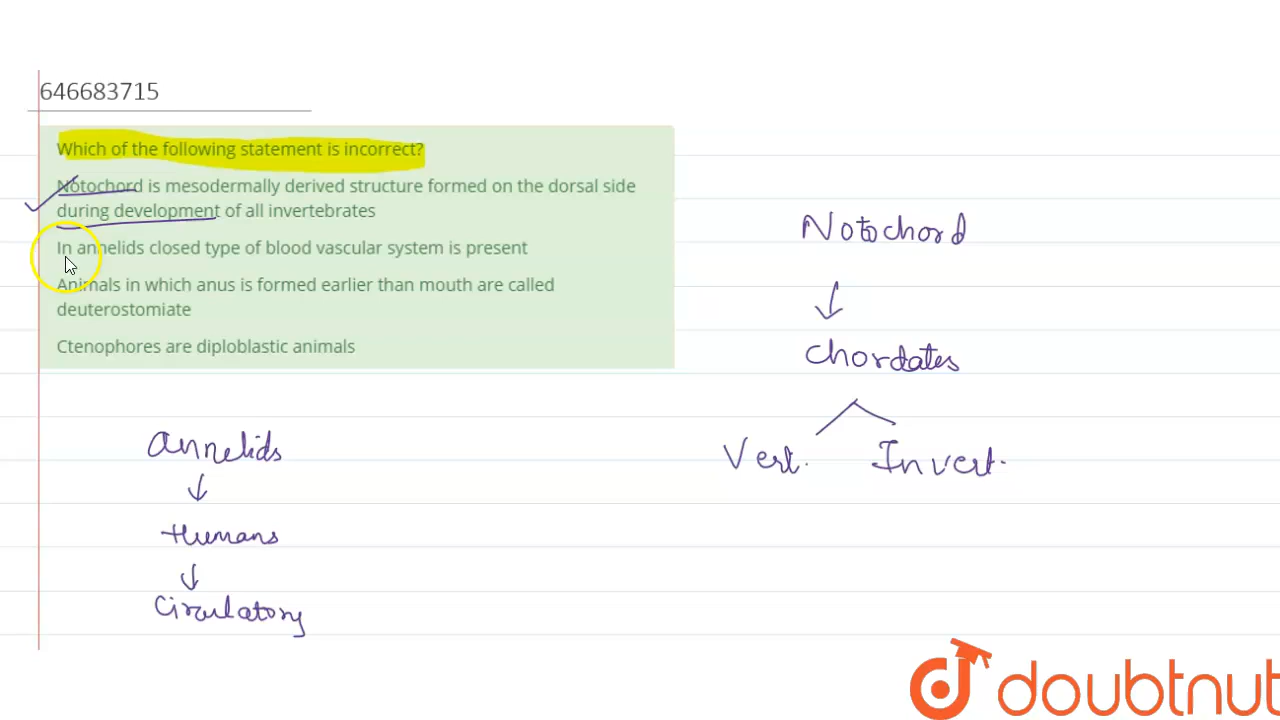 646683715
Which of the following statement is incorrect?
Notochord is mesodermally derived structure formed on the dorsal side
during development of all invertebrates
In annelids closed type of blood vascular system is present
Animals in which anus is formed earlier than mouth are called
deuterostomiate
Ctenophores are diploblastic animals
Notochord
Chordates
Vert. Invert.
Annelids
Humans
Circulatory
doubtnut